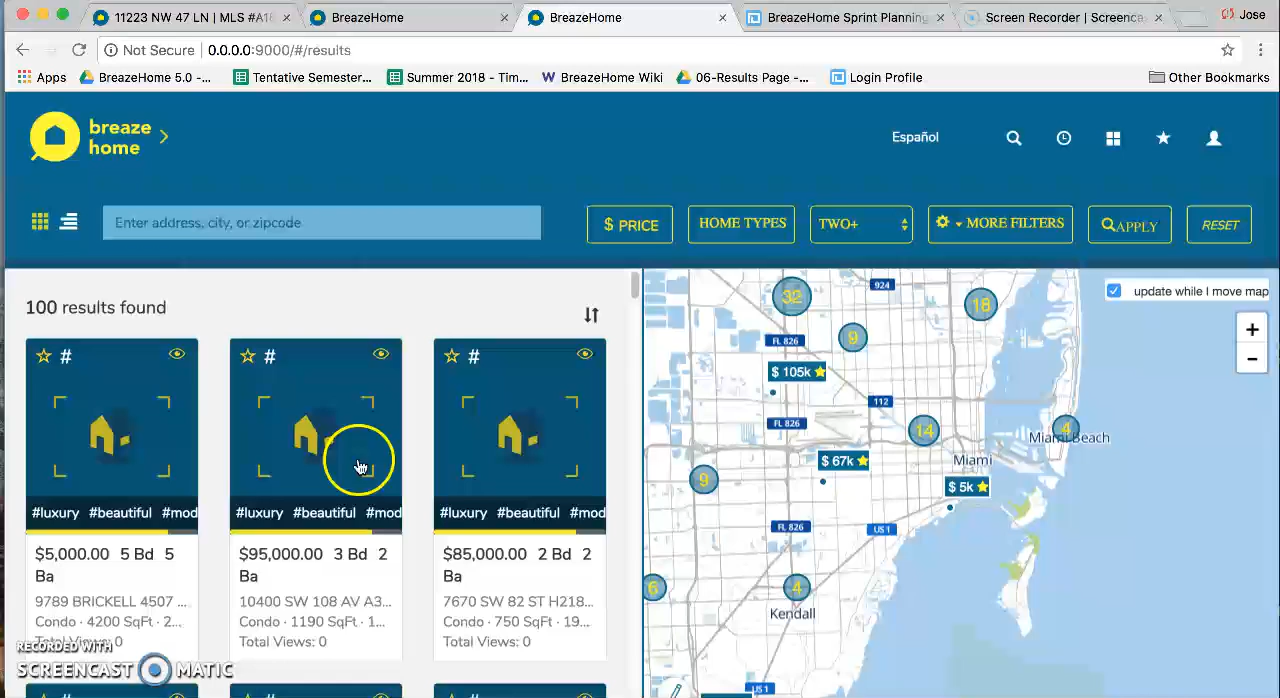 11223 NW 47 LN | MLS #A1
BreazeHome
BreazeHome
BreazeHome Sprint Planning
Screen Recorder | Screenca
Jose
Not Secure | 0.0.0.0:9000/#/results
Apps
BreazeHome 5.0 -...
Tentative Semester...
Summer 2018 - Tim...
W BreazeHome Wiki
06-Results Page -...
Login Profile
Other Bookmarks
breaze
home
Español
Enter address, city, or zipcode
$ PRICE
HOME TYPES
TWO+
MORE FILTERS
APPLY
RESET
100 results found
#
#luxury #beautiful #mod
$5,000.00 5 Bd 5
Ba
9789 BRICKELL 4507 ...
Condo · 4200 SqFt · 2...
Total Views: 0
#
#luxury #beautiful #mod
$95,000.00 3 Bd 2
Ba
10400 SW 108 AV A3...
Condo · 1190 SqFt · 1...
Total Views: 0
#
#luxury #beautiful #mod
$85,000.00 2 Bd 2
Ba
7670 SW 82 ST H218...
Condo · 750 SqFt · 19...
Total Views: 0
#
#
#
RECORDED WITH
SCREENCAST MATIC
update while I move map
+
−
32
924
18
9
FL 826
$ 105k
112
FL 826
14
4
Miami Beach
$ 67k
Miami
9
$ 5k
FL 826
US 1
6
4
Kendall
US 1